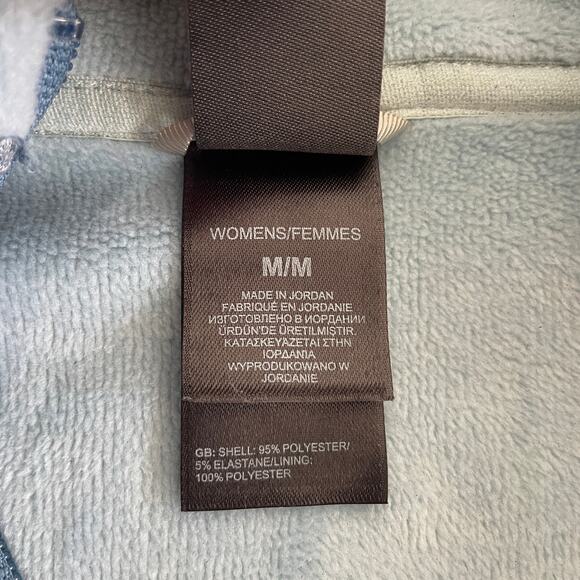 WOMENS/FEMMES
M/M
MADE IN JORDAN
FABRIQUÉ EN JORDANIE
ИЗГОТОВЛЕНО В ИОРДАНИИ
ÜRDÜN'DE ÜRETILMIŞTIR
ΚΑΤΑΣΚΕΥΑΖΕΤΑΙ ΣΤΗΝ
ΙΟΡΔΑΝΙΑ
WYPRODUKOWANO W
JORDANIE
GB: SHELL: 95% POLYESTER/
5% ELASTANE/LINING:
100% POLYESTER